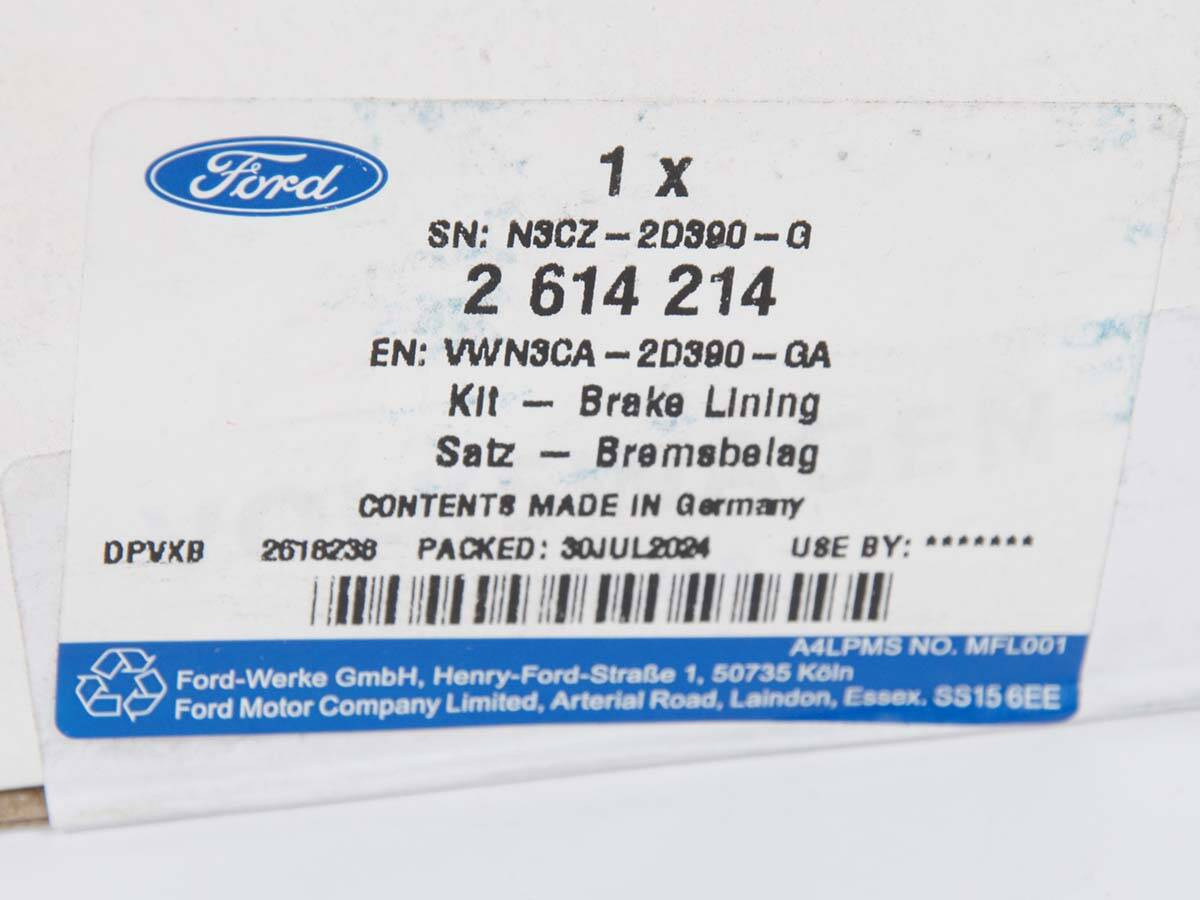 Ford
1 x
SN: N3CZ-2D390-G
2 614 214
EN: VWN3CA-2D390-GA
Kit - Brake Lining
Satz - Bremsbelag
CONTENTS MADE IN Germany
DPVXB 2618238 PACKED: 30JUL2024 USE BY: *******
A4LPMS NO. MFL001
Ford-Werke GmbH, Henry-Ford-Straße 1, 50735 Köln
Ford Motor Company Limited, Arterial Road, Laindon, Essex. SS15 6EE